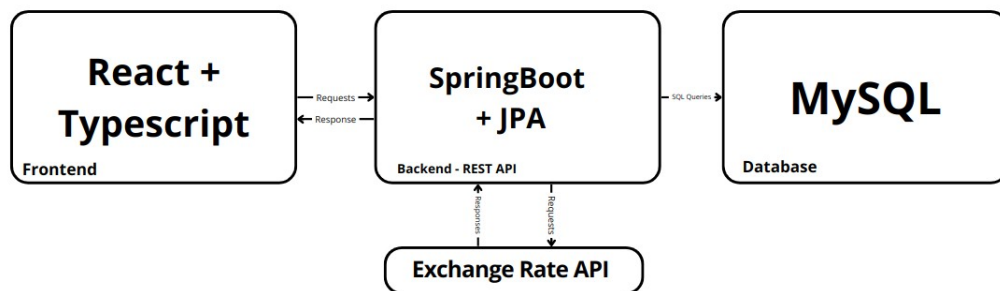 React +
Typescript
Frontend
Requests
Response
SpringBoot
+ JPA
Backend - REST API
SQL Queries
MySQL
Database
Responses
Requests
Exchange Rate API